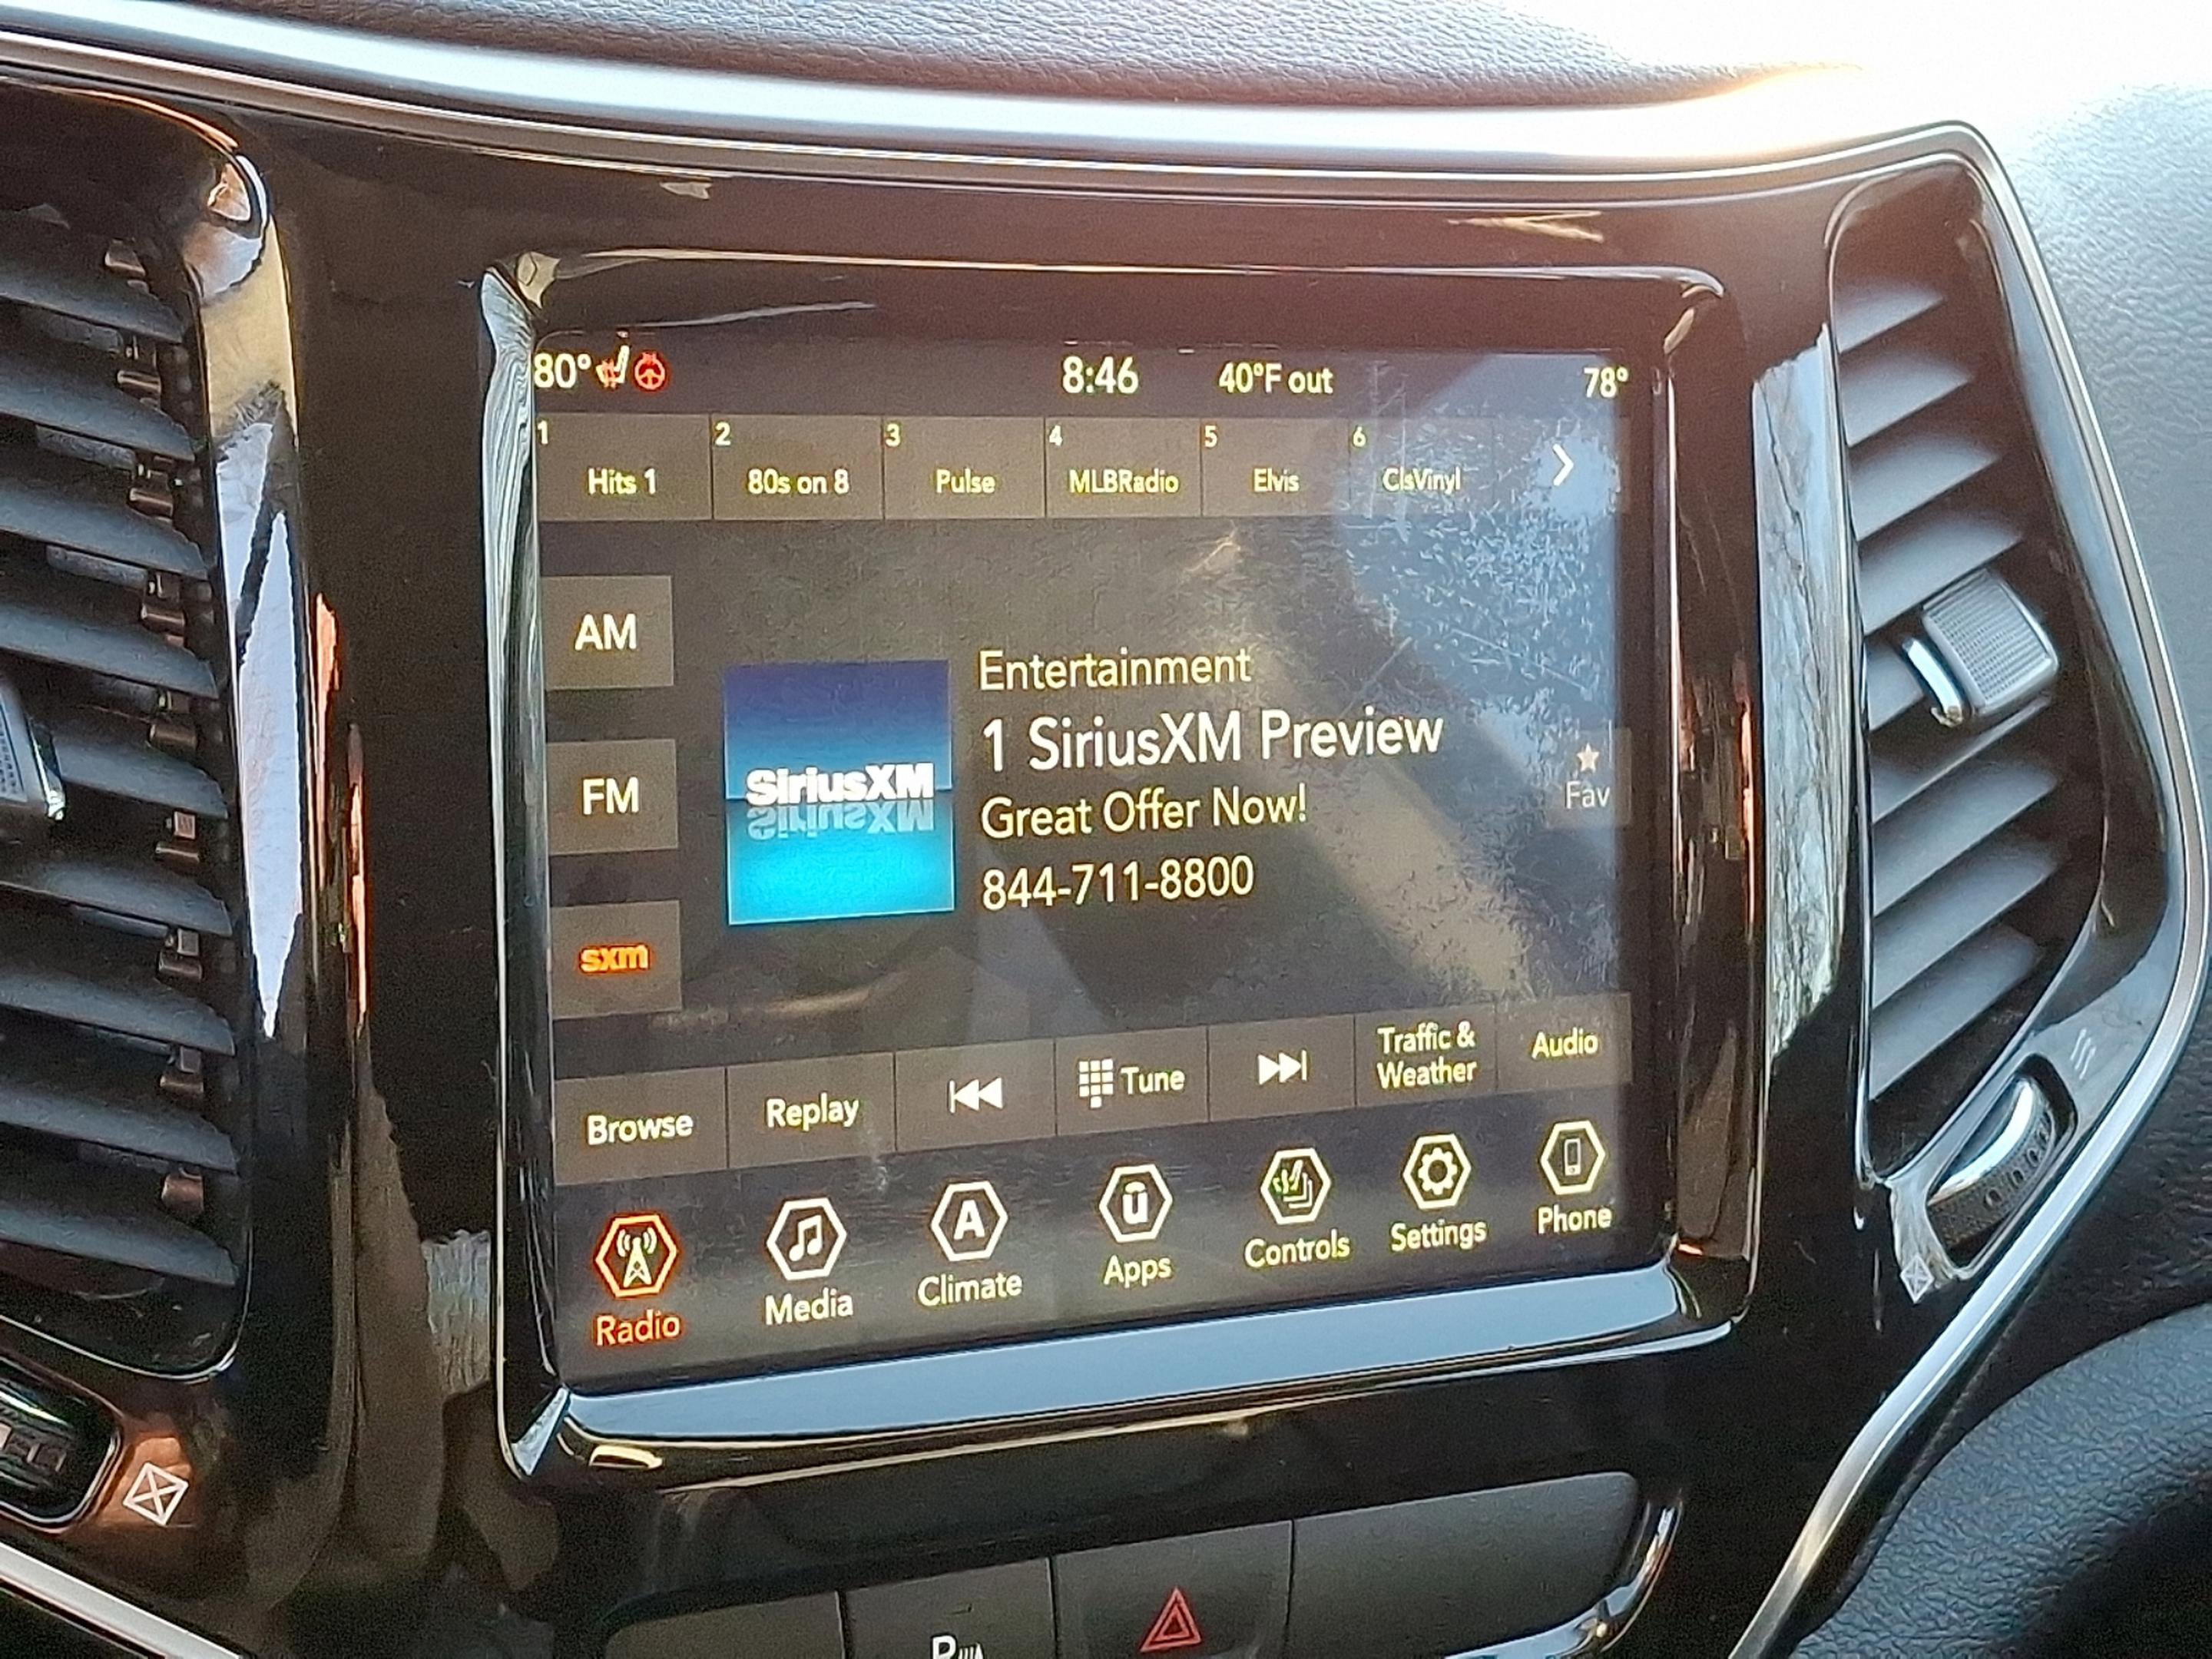 80°
8:46
40°F out
78°
1
Hits 1
2
80s on 8
3
Pulse
4
MLBRadio
5
Elvis
6
ClsVinyl
AM
FM
sxm
SiriusXM
Entertainment
1 SiriusXM Preview
Great Offer Now!
844-711-8800
Fav
Browse
Replay
Tune
Traffic &
Weather
Audio
Radio
Media
A
Climate
u
Apps
Controls
Settings
Phone
P